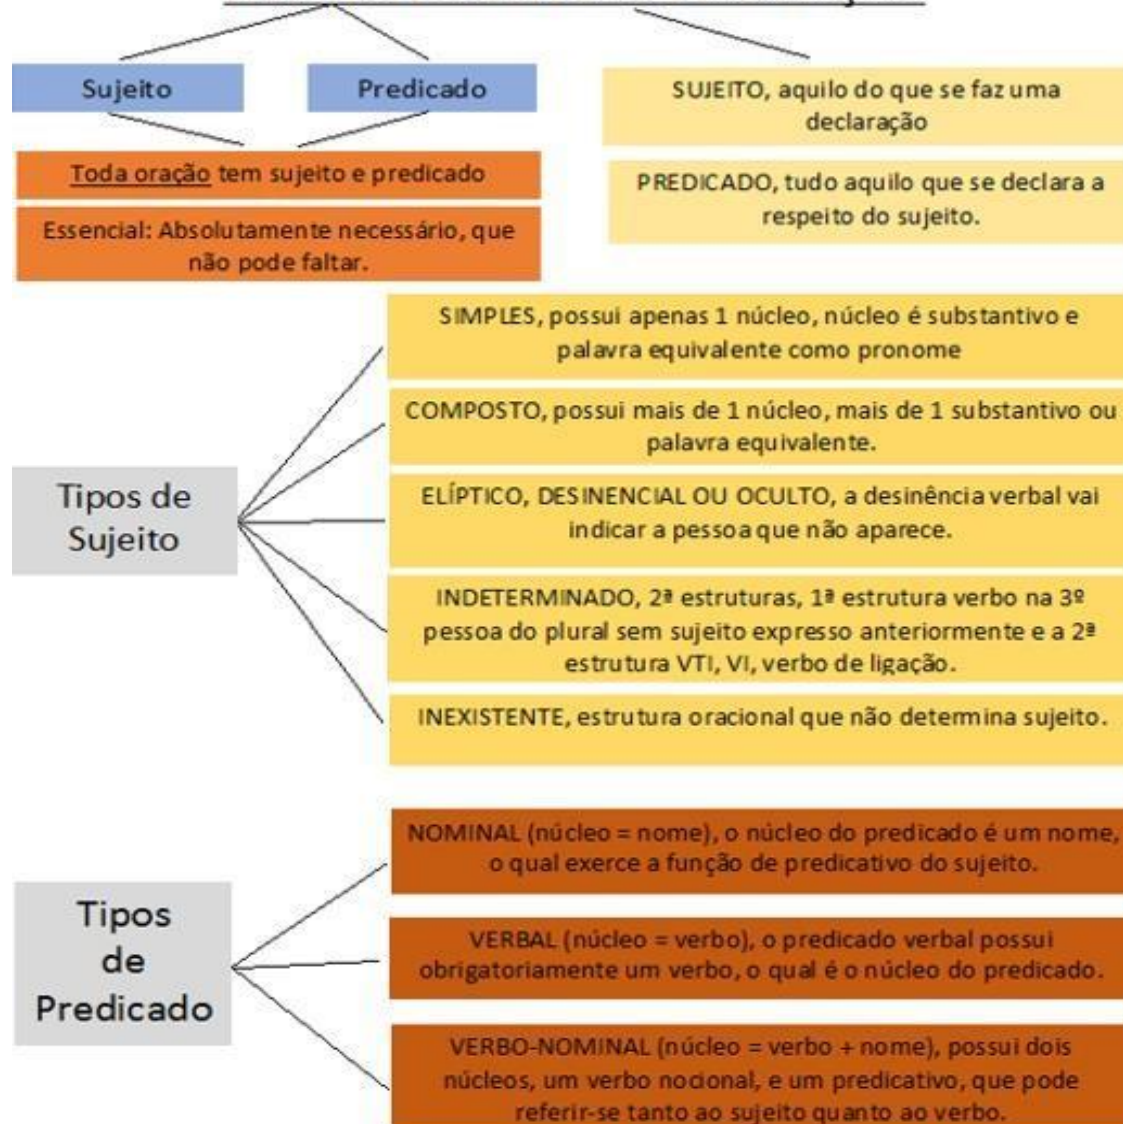 Sujeito
Predicado
SUJEITO, aquilo do que se faz uma
declaração
Toda oração tem sujeito e predicado
PREDICADO, tudo aquilo que se declara a
respeito do sujeito.
Essencial: Absolutamente necessário, que
não pode faltar.
SIMPLES, possui apenas 1 núcleo, núcleo é substantivo e
palavra equivalente como pronome
COMPOSTO, possui mais de 1 núcleo, mais de 1 substantivo ou
palavra equivalente.
Tipos de
Sujeito
ELÍPTICO, DESINENCIAL OU OCULTO, a desinência verbal vai
indicar a pessoa que não aparece.
INDETERMINADO, 2ª estruturas, 1ª estrutura verbo na 3º
pessoa do plural sem sujeito expresso anteriormente e a 2ª
estrutura VTI, VI, verbo de ligação.
INEXISTENTE, estrutura oracional que não determina sujeito.
NOMINAL (núcleo = nome), o núcleo do predicado é um nome,
o qual exerce a função de predicativo do sujeito.
Tipos
de
Predicado
VERBAL (núcleo = verbo), o predicado verbal possui
obrigatoriamente um verbo, o qual é o núcleo do predicado.
VERBO-NOMINAL (núcleo = verbo + nome), possui dois
núcleos, um verbo nocional, e um predicativo, que pode
referir-se tanto ao sujeito quanto ao verbo.